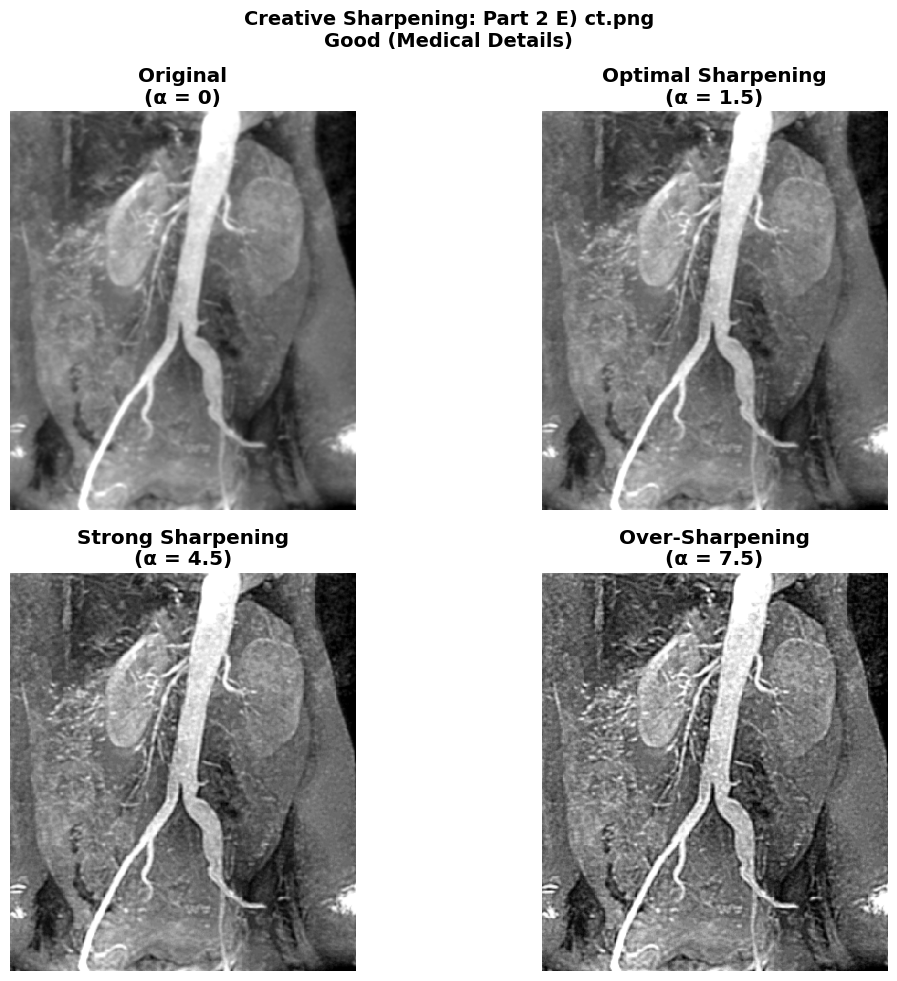 Creative Sharpening: Part 2 E) ct.png
Good (Medical Details)
Original
(α = 0)
Optimal Sharpening
(α = 1.5)
Strong Sharpening
(α = 4.5)
Over-Sharpening
(α = 7.5)